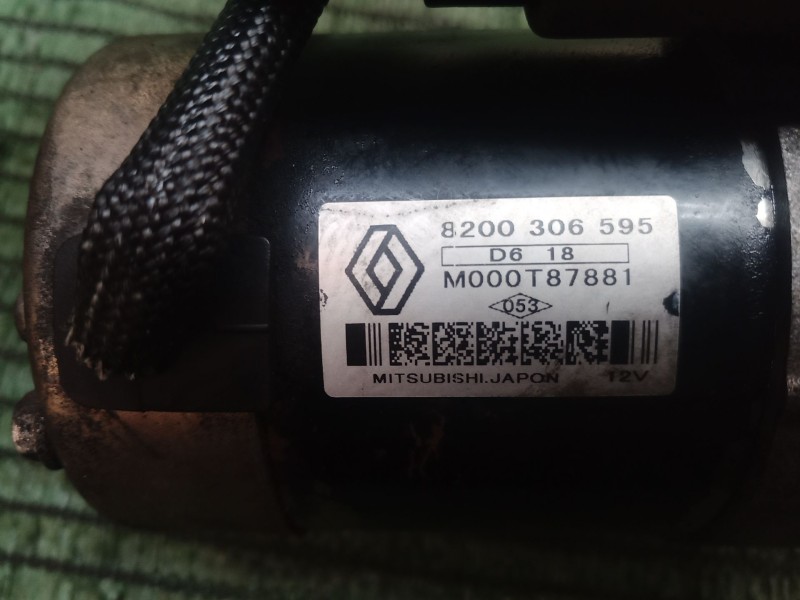 8200 306 595
D6 18
M000T87881
053
MITSUBISHI.JAPON 12V